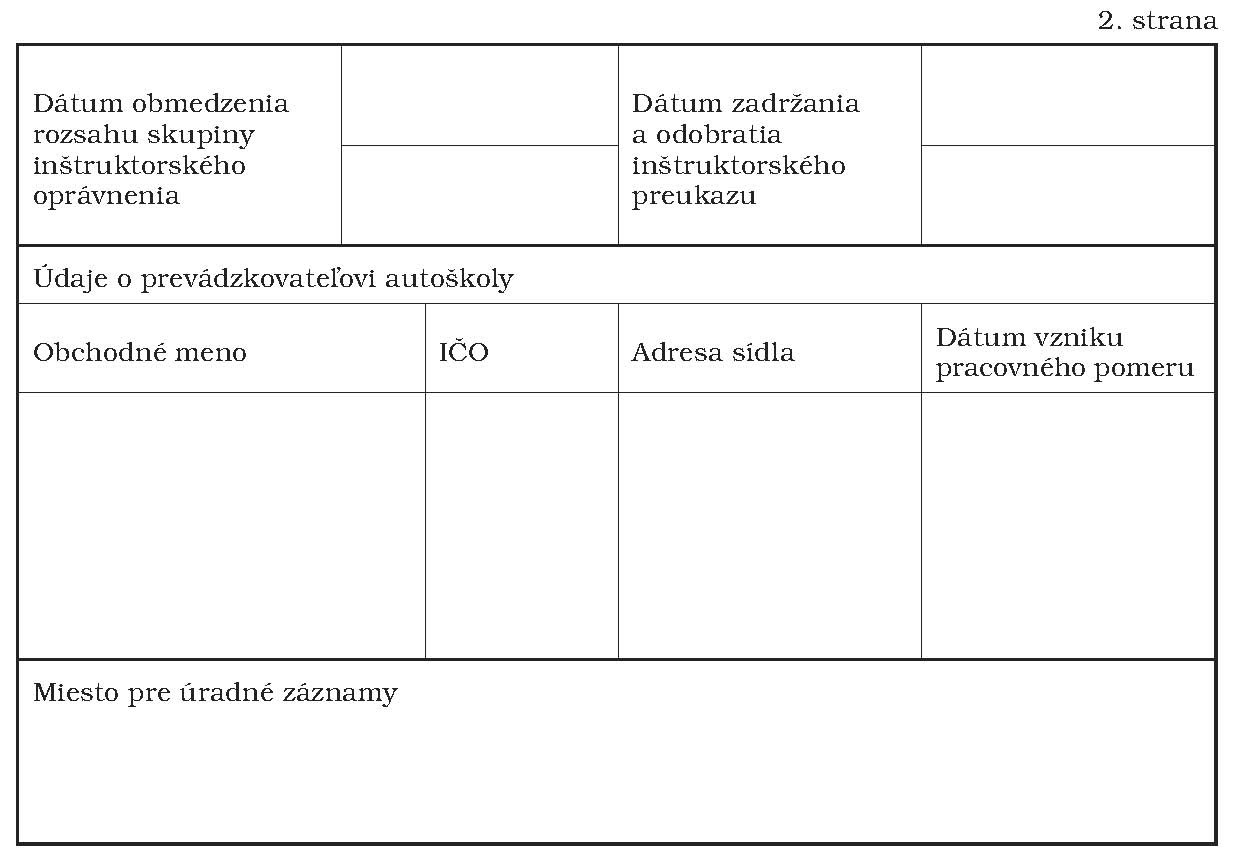 2. strana
Dátum obmedzenia
rozsahu skupiny
inštruktorského
oprávnenia
Dátum zadržania
a odobratia
inštruktorského
preukazu
Údaje o prevádzkovateľovi autoškoly
Obchodné meno
IČO
Adresa sídla
Dátum vzniku
pracovného pomeru
Miesto pre úradné záznamy